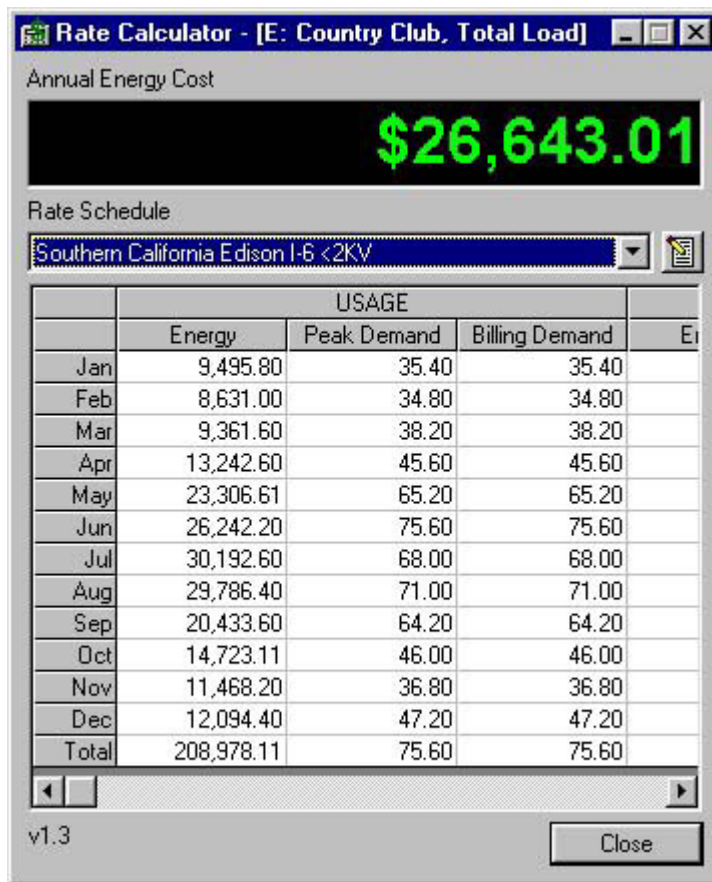 Rate Calculator - [E: Country Club, Total Load]
Annual Energy Cost
$26,643.01
Rate Schedule
Southern California Edison I-6 <2KV
USAGE
Energy Peak Demand Billing Demand
Jan 9,495.80 35.40 35.40
Feb 8,631.00 34.80 34.80
Mar 9,361.60 38.20 38.20
Apr 13,242.60 45.60 45.60
May 23,306.61 65.20 65.20
Jun 26,242.20 75.60 75.60
Jul 30,192.60 68.00 68.00
Aug 29,786.40 71.00 71.00
Sep 20,433.60 64.20 64.20
Oct 14,723.11 46.00 46.00
Nov 11,468.20 36.80 36.80
Dec 12,094.40 47.20 47.20
Total 208,978.11 75.60 75.60
v1.3
Close